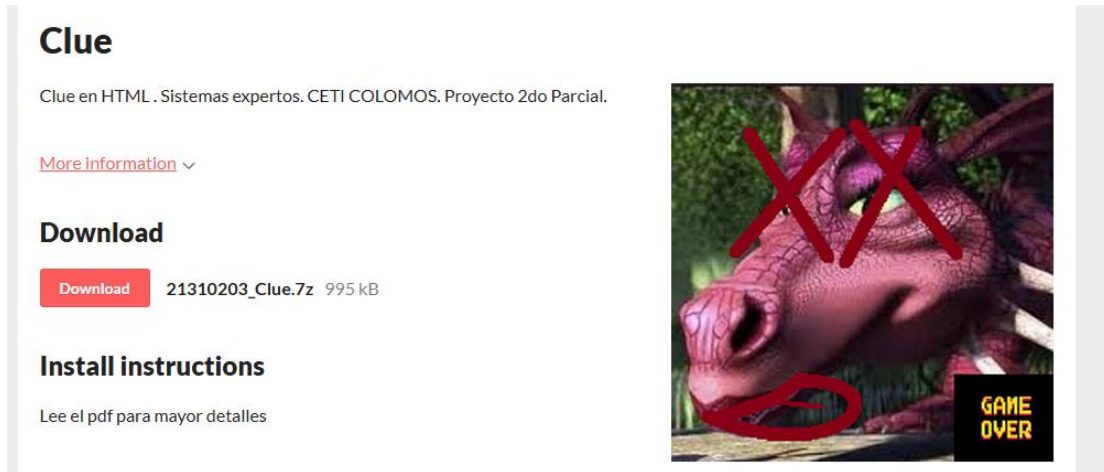 Clue
Clue en HTML . Sistemas expertos. CETI COLOMOS. Proyecto 2do Parcial.
More information
Download
Download 21310203_Clue.7z 995 kB
Install instructions
Lee el pdf para mayor detalles
GAME
OVER